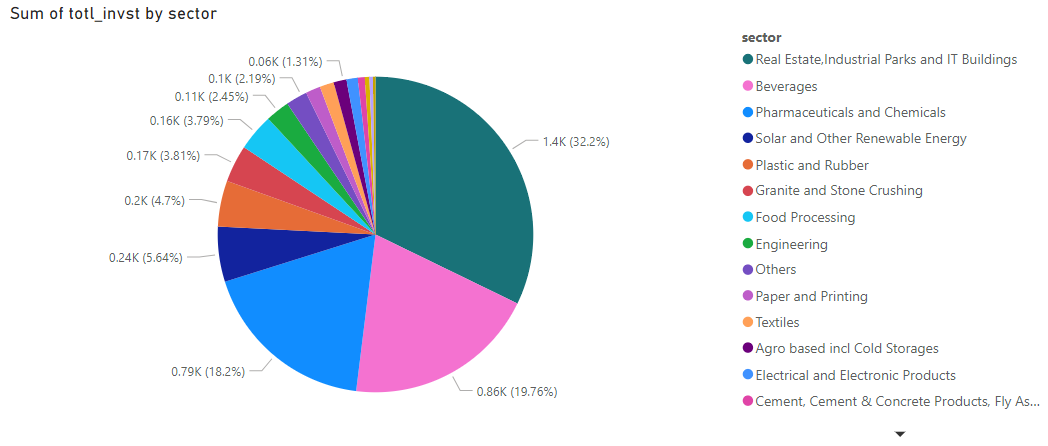 Sum of totl_invst by sector
sector
Real Estate,Industrial Parks and IT Buildings
Beverages
Pharmaceuticals and Chemicals
Solar and Other Renewable Energy
Plastic and Rubber
Granite and Stone Crushing
Food Processing
Engineering
Others
Paper and Printing
Textiles
Agro based incl Cold Storages
Electrical and Electronic Products
Cement, Cement & Concrete Products, Fly As...
0.06K (1.31%)
0.1K (2.19%)
0.11K (2.45%)
0.16K (3.79%)
0.17K (3.81%)
0.2K (4.7%)
0.24K (5.64%)
0.79K (18.2%)
0.86K (19.76%)
1.4K (32.2%)